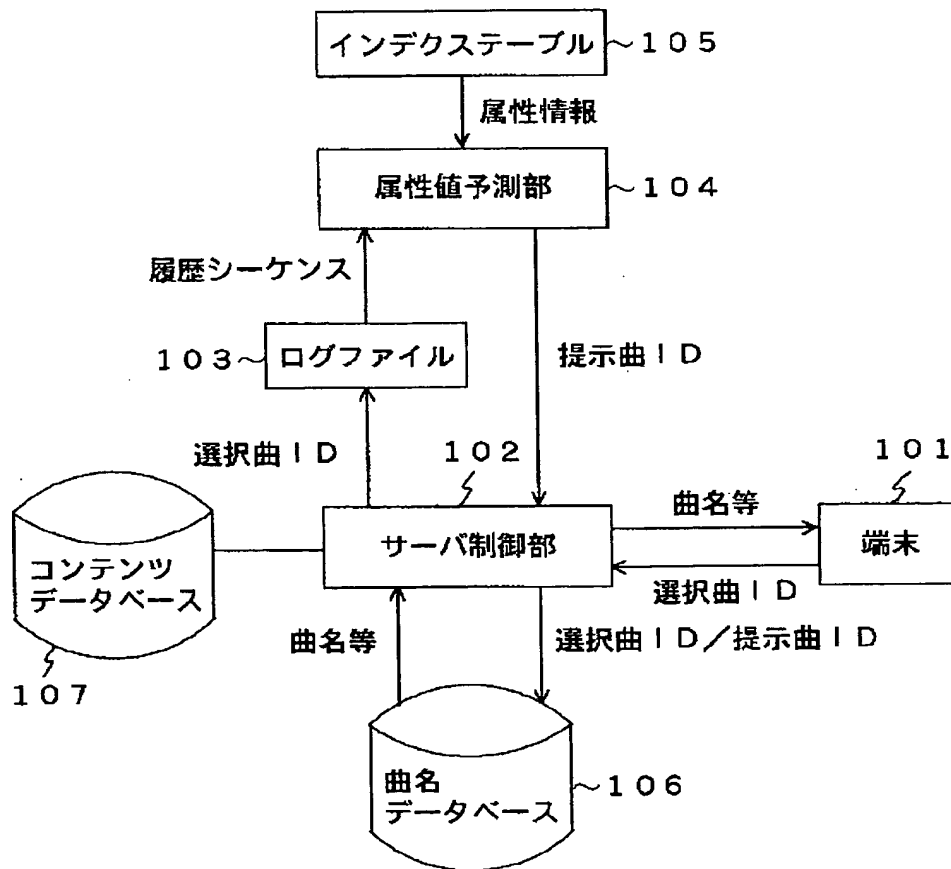 インデクステーブル ～１０５
属性情報
属性値予測部 ～１０４
履歴シーケンス
１０３～ ログファイル
提示曲ＩＤ
選択曲ＩＤ
１０２
１０１
サーバ制御部
曲名等
端末
選択曲ＩＤ
コンテンツ
データベース
１０７
曲名等
選択曲ＩＤ／提示曲ＩＤ
曲名
データベース
～１０６